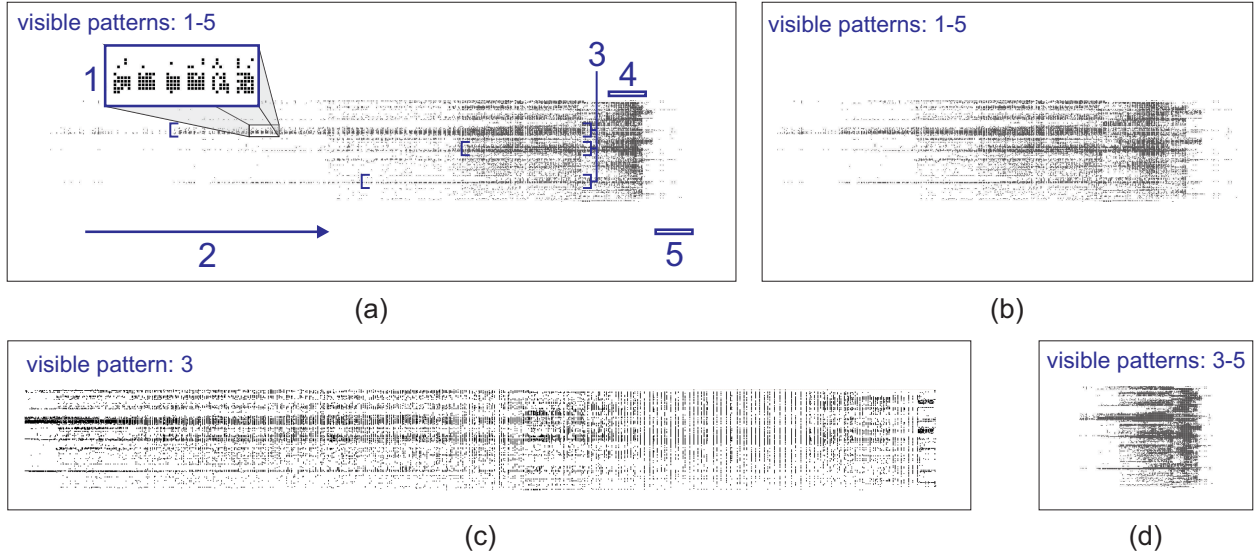 visible patterns: 1-5
1
3
4
2
5
(a)
visible patterns: 1-5
(b)
visible pattern: 3
(c)
visible patterns: 3-5
(d)